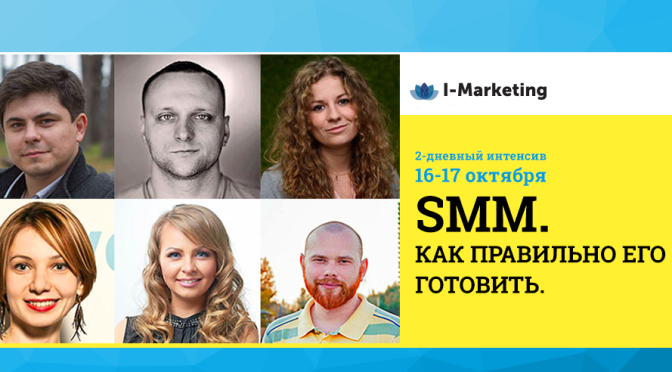 I-Marketing
2-дневный интенсив
16-17 октября
SMM.
КАК ПРАВИЛЬНО ЕГО
ГОТОВИТЬ.